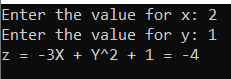 Enter the value for x: 2
Enter the value for y: 1
z = -3X + Y^2 + 1 = -4